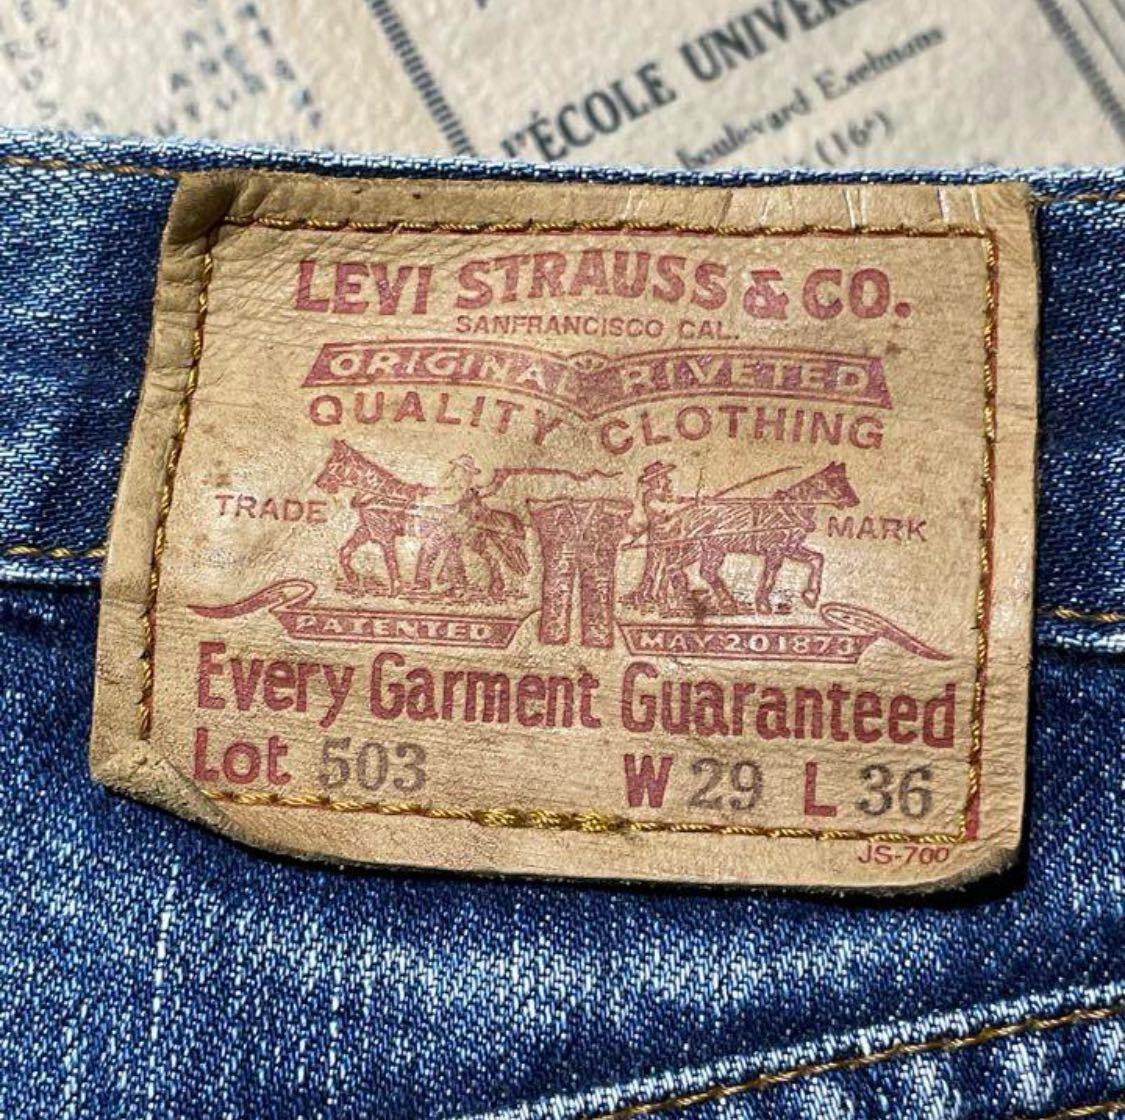 L'ÉCOLE
boulevard Exelmans
(16e)
LEVI STRAUSS & CO.
SANFRANCISCO CAL.
ORIGINAL RIVETED
QUALITY CLOTHING
TRADE MARK
PATENTED MAY 20 1873
Every Garment Guaranteed
Lot 503 W 29 L 36
JS-700